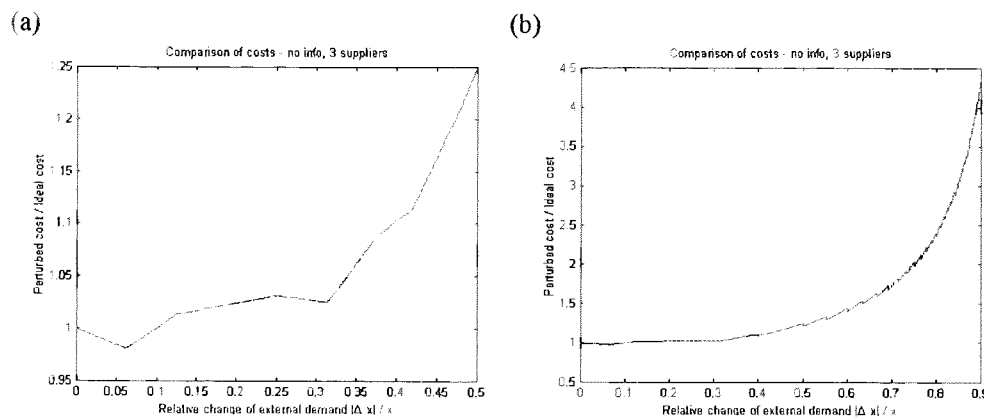 (a)
Comparison of costs - no info, 3 suppliers
1.25
1.2
1.15
1.1
1.05
1
0.95
0 0.05 0.1 0.15 0.2 0.25 0.3 0.35 0.4 0.45 0.5
Perturbed cost / Ideal cost
Relative change of external demand |Δ x| / x
(b)
Comparison of costs - no info, 3 suppliers
4.5
4
3.5
3
2.5
2
1.5
1
0.5
0 0.1 0.2 0.3 0.4 0.5 0.6 0.7 0.8 0.9
Perturbed cost / Ideal cost
Relative change of external demand |Δ x| / x